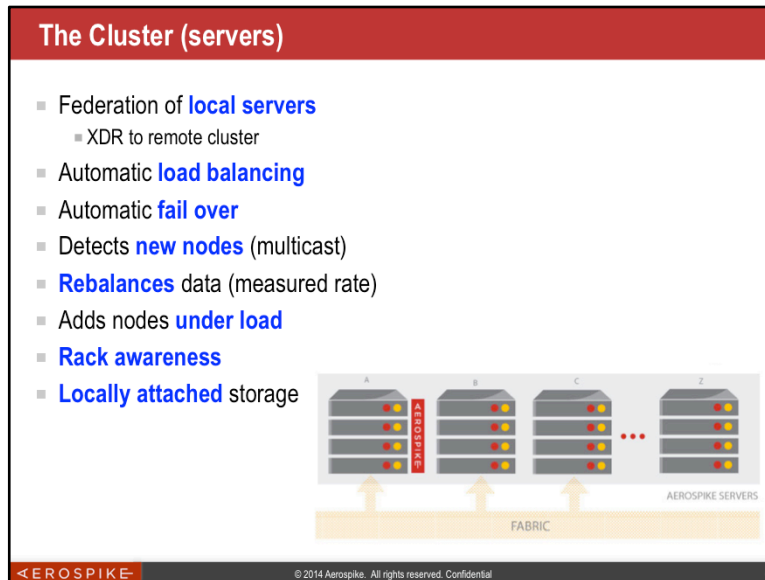 The Cluster (servers)
Federation of local servers
XDR to remote cluster
Automatic load balancing
Automatic fail over
Detects new nodes (multicast)
Rebalances data (measured rate)
Adds nodes under load
Rack awareness
Locally attached storage
A
B
C
Z
AEROSPIKE
AEROSPIKE SERVERS
FABRIC
AEROSPIKE
© 2014 Aerospike. All rights reserved. Confidential